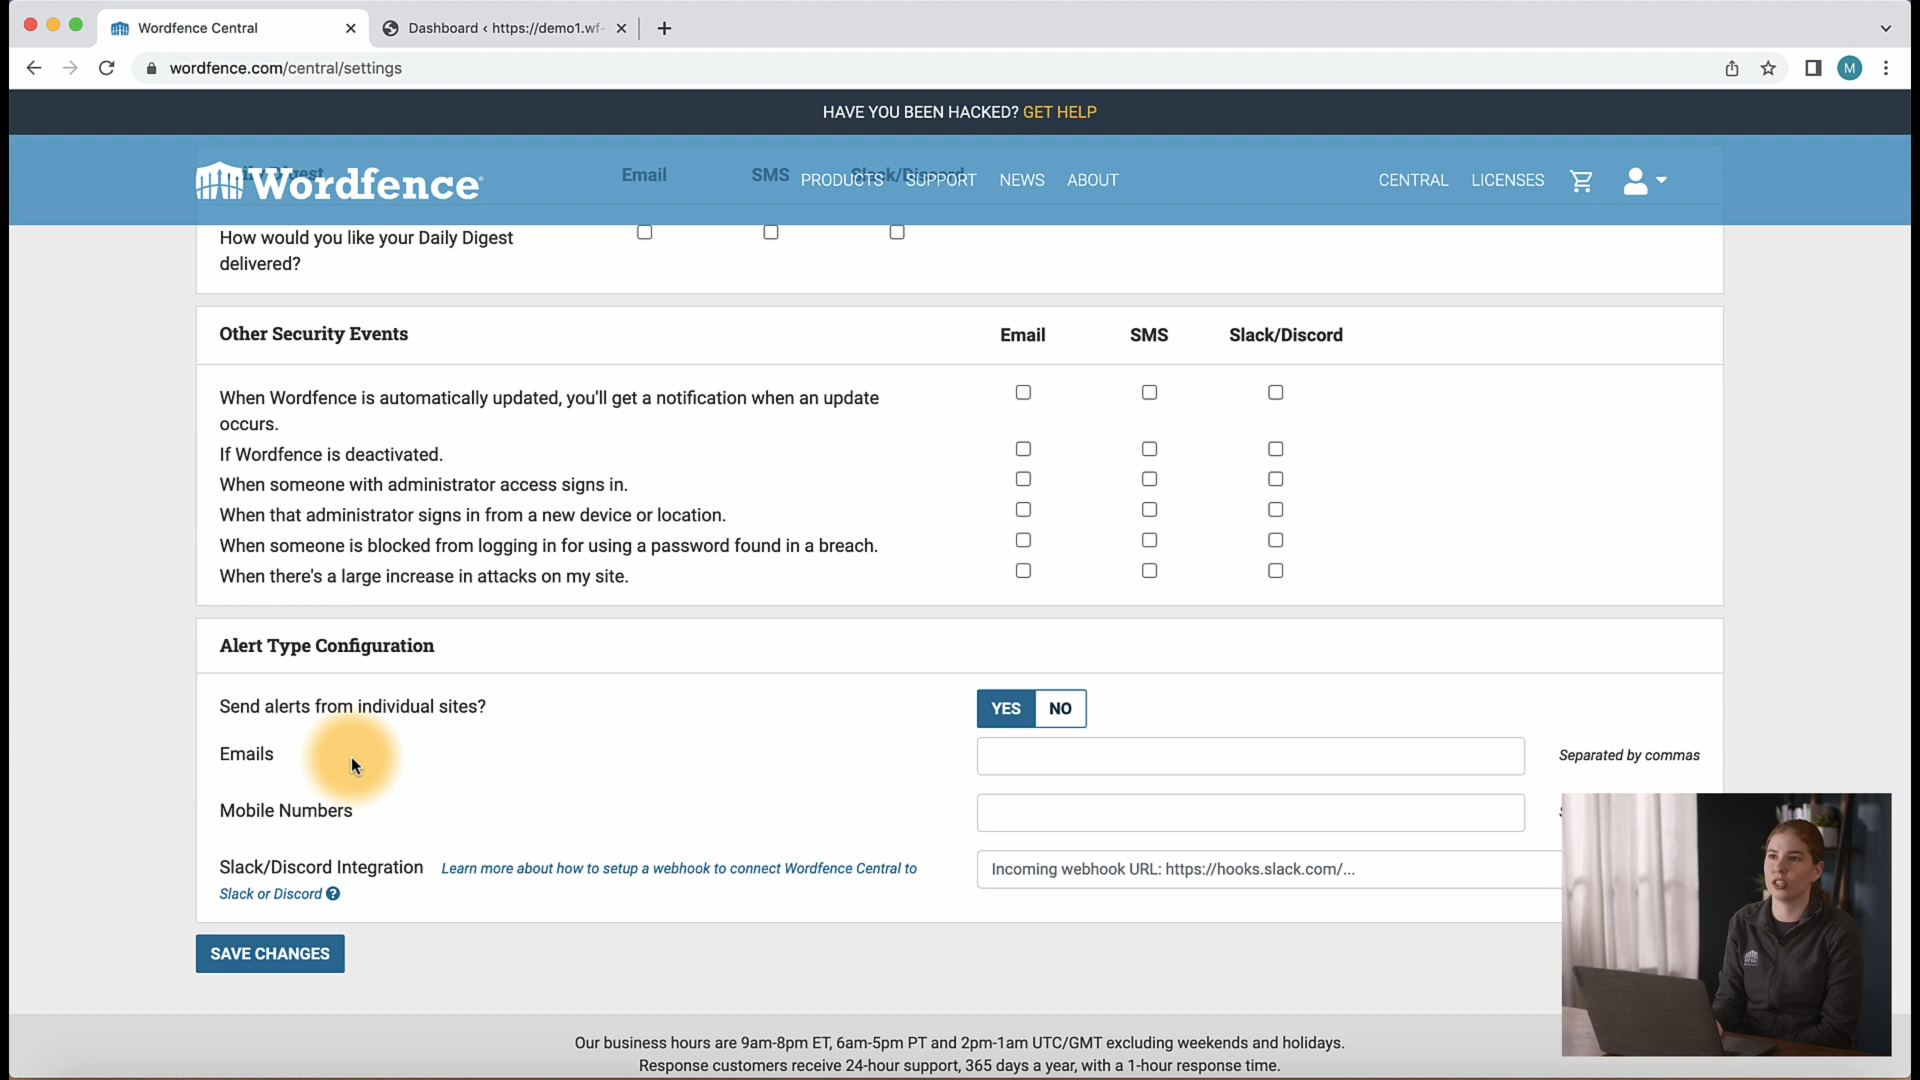 Wordfence Central
Dashboard ‹ https://demo1.wf-
wordfence.com/central/settings
M
HAVE YOU BEEN HACKED? GET HELP
Wordfence
Email SMS Slack/Discord
PRODUCTS SUPPORT NEWS ABOUT CENTRAL LICENSES
How would you like your Daily Digest
delivered?
Other Security Events Email SMS Slack/Discord
When Wordfence is automatically updated, you'll get a notification when an update
occurs.
If Wordfence is deactivated.
When someone with administrator access signs in.
When that administrator signs in from a new device or location.
When someone is blocked from logging in for using a password found in a breach.
When there's a large increase in attacks on my site.
Alert Type Configuration
Send alerts from individual sites? YES NO
Emails Separated by commas
Mobile Numbers
Slack/Discord Integration Learn more about how to setup a webhook to connect Wordfence Central to
Slack or Discord ?
Incoming webhook URL: https://hooks.slack.com/...
SAVE CHANGES
Our business hours are 9am-8pm ET, 6am-5pm PT and 2pm-1am UTC/GMT excluding weekends and holidays.
Response customers receive 24-hour support, 365 days a year, with a 1-hour response time.